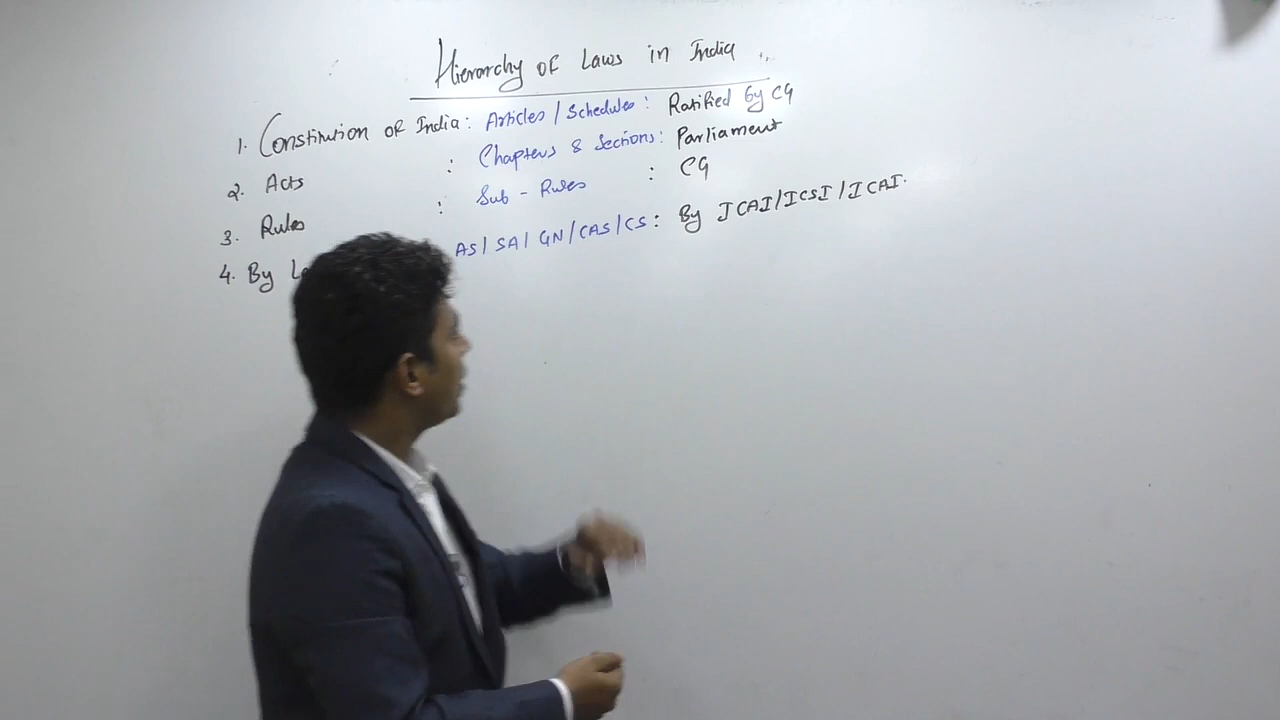 Hierarchy of Laws in India
1. Constitution of India: Articles / Schedules: Ratified by CG
2. Acts : Chapters & Sections: Parliament
3. Rules : Sub-Rules : CG
4. By AS / SA / GN / CAS / CS: By ICAI / ICSI / ICAI.